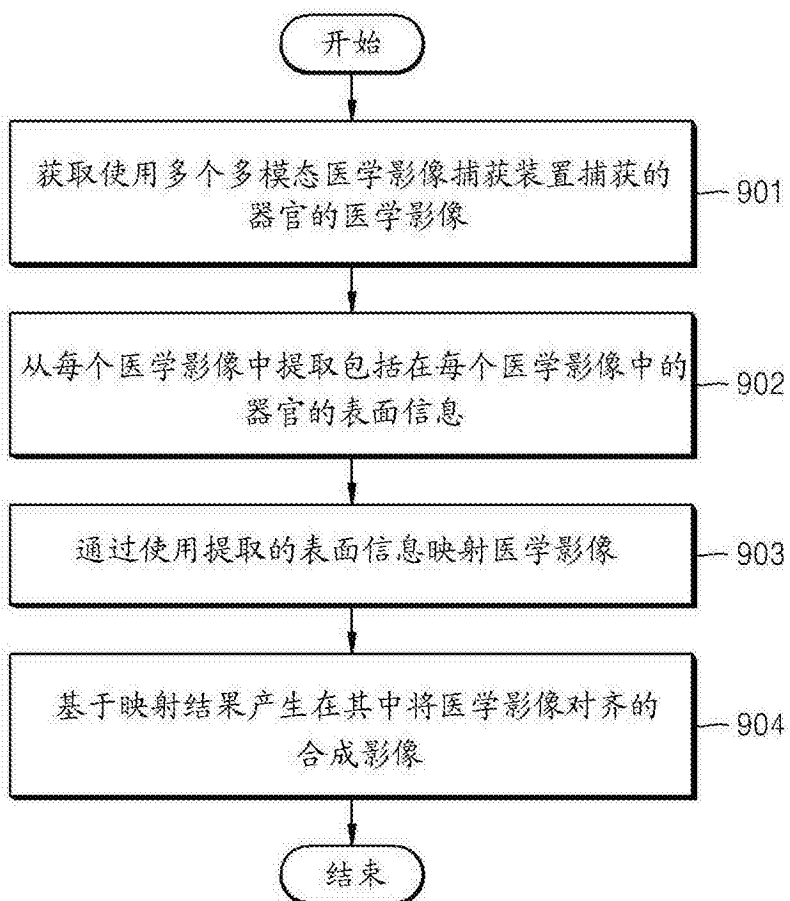 开始
获取使用多个多模态医学影像捕获装置捕获的
器官的医学影像
901
从每个医学影像中提取包括在每个医学影像中的
器官的表面信息
902
通过使用提取的表面信息映射医学影像
903
基于映射结果产生在其中将医学影像对齐的
合成影像
904
结束